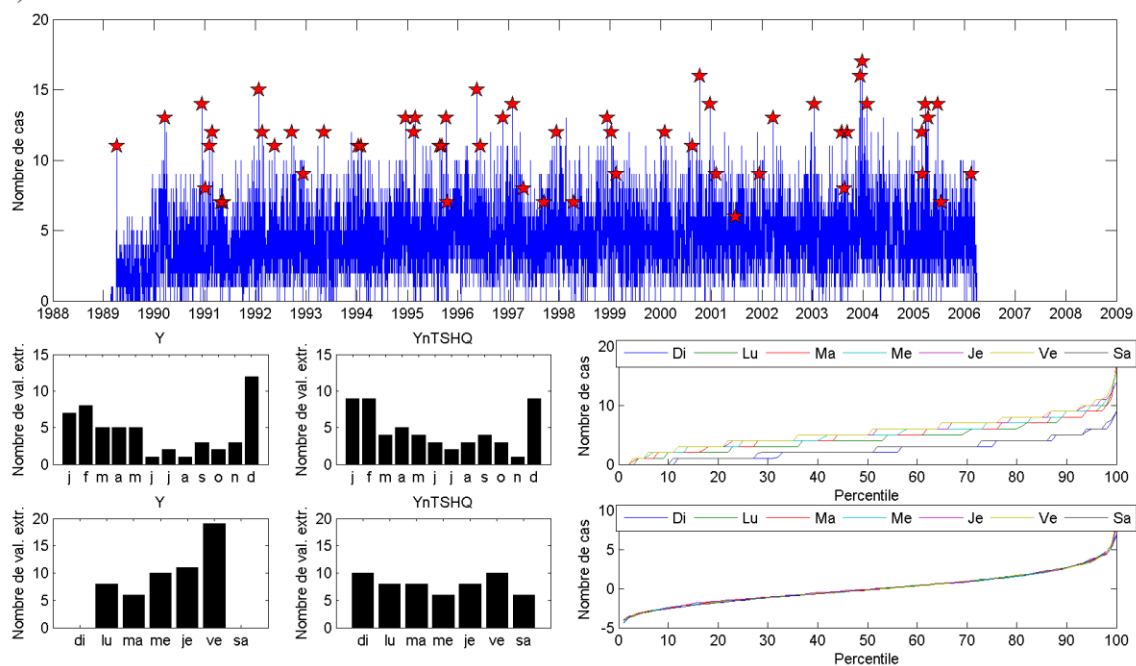 )
20
15
10
5
0
Nombre de cas
1988 1989 1990 1991 1992 1993 1994 1995 1996 1997 1998 1999 2000 2001 2002 2003 2004 2005 2006 2007 2008 2009
Y
15
10
5
0
Nombre de val. extr.
j f m a m j j a s o n d
YnTSHQ
15
10
5
0
Nombre de val. extr.
j f m a m j j a s o n d
20
10
0
Nombre de cas
Di Lu Ma Me Je Ve Sa
0 10 20 30 40 50 60 70 80 90 100
Percentile
Y
20
15
10
5
0
Nombre de val. extr.
di lu ma me je ve sa
YnTSHQ
20
15
10
5
0
Nombre de val. extr.
di lu ma me je ve sa
10
5
0
-5
Nombre de cas
Di Lu Ma Me Je Ve Sa
0 10 20 30 40 50 60 70 80 90 100
Percentile